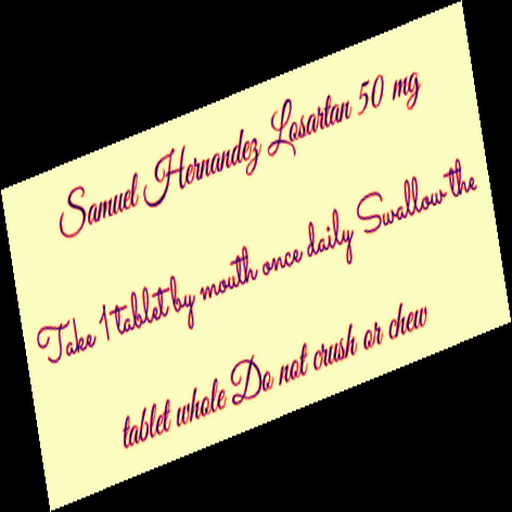 Samuel Hernandez Losartan 50 mg
Take 1 tablet by mouth once daily Swallow the
tablet whole Do not crush or chew